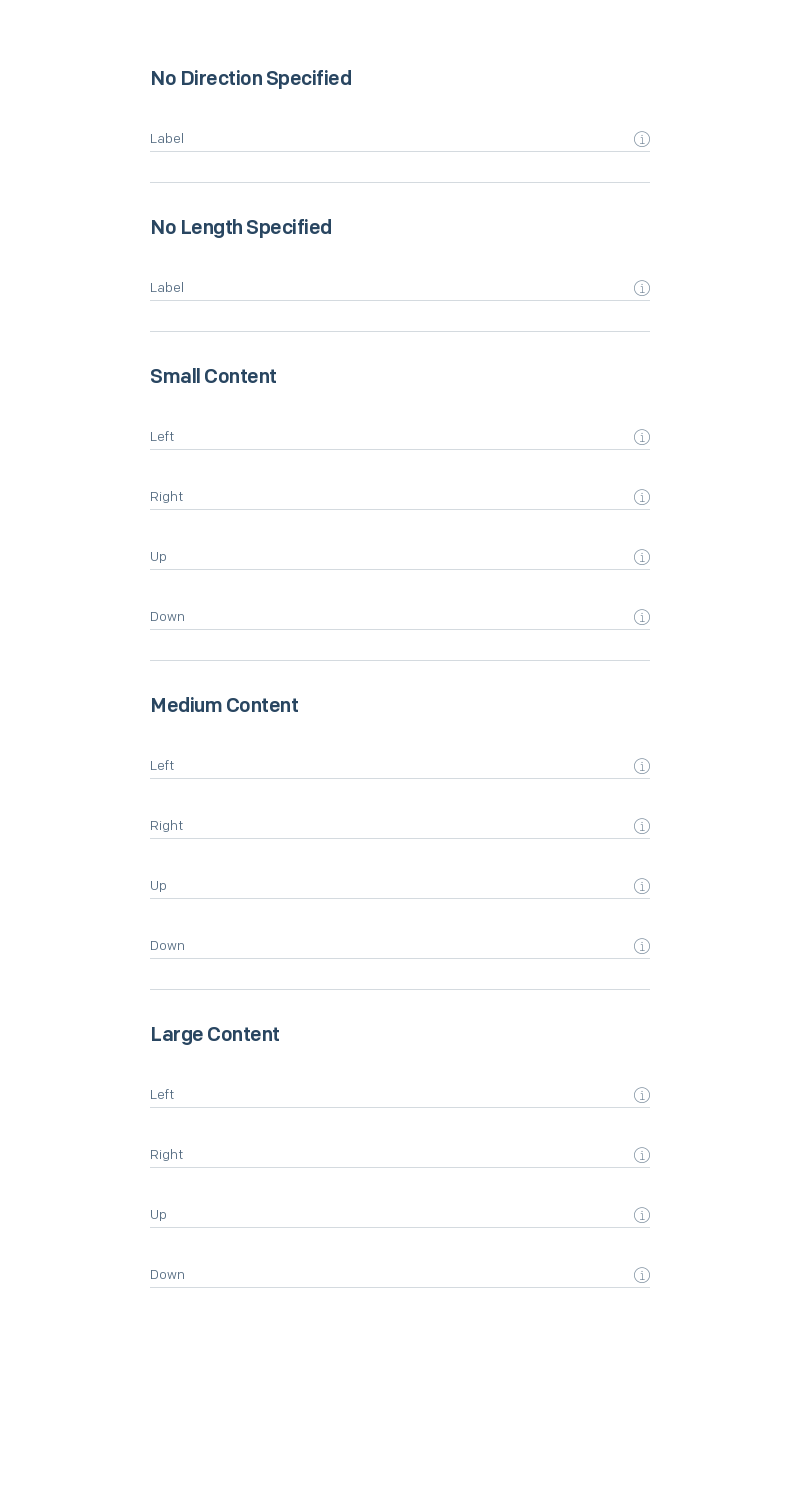 No Direction Specified
Label
No Length Specified
Label
Small Content
Left
Right
Up
Down
Medium Content
Left
Right
Up
Down
Large Content
Left
Right
Up
Down